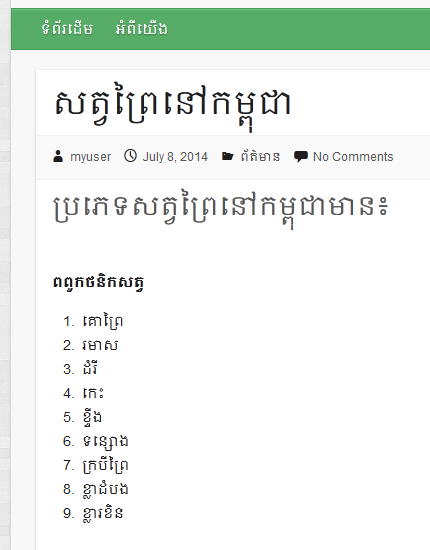 ទំព័រដើម អំពីយើង
សត្វព្រៃនៅកម្ពុជា
myuser July 8, 2014 ព័ត៌មាន No Comments
ប្រភេទសត្វព្រៃនៅកម្ពុជាមាន៖
ពពួកថនិកសត្វ
1. គោព្រៃ
2. រមាស
3. ដំរី
4. កេះ
5. ខ្ទីង
6. ទន្សោង
7. ក្របីព្រៃ
8. ខ្លាដំបង
9. ខ្លារខិន